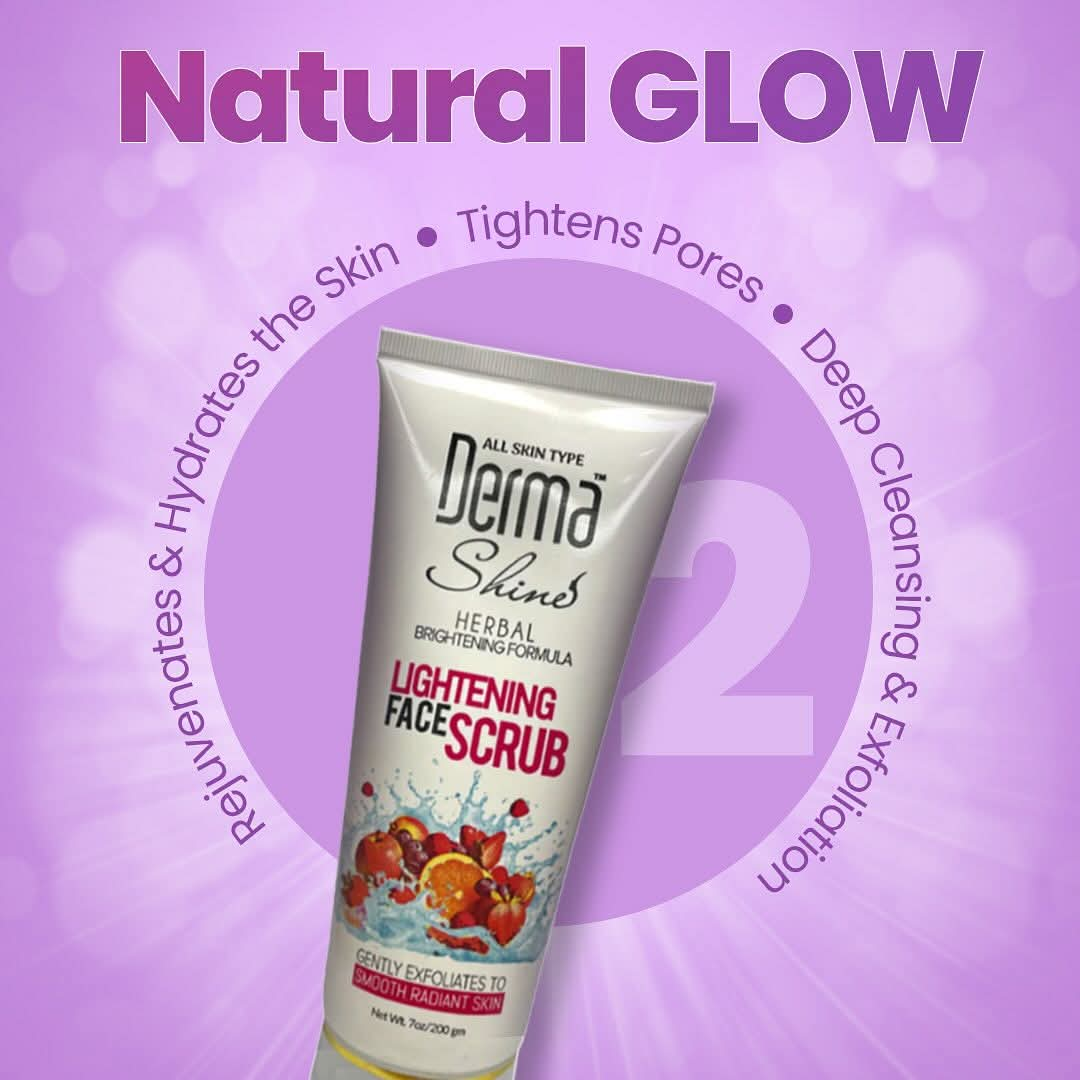 Natural GLOW
Rejuvenates & Hydrates the Skin • Tightens Pores • Deep Cleansing & Exfoliation
2
ALL SKIN TYPE
Derma™
Shine
HERBAL
BRIGHTENING FORMULA
LIGHTENING
FACE SCRUB
GENTLY EXFOLIATES TO
SMOOTH RADIANT SKIN
Net Wt. 7oz/200 gm